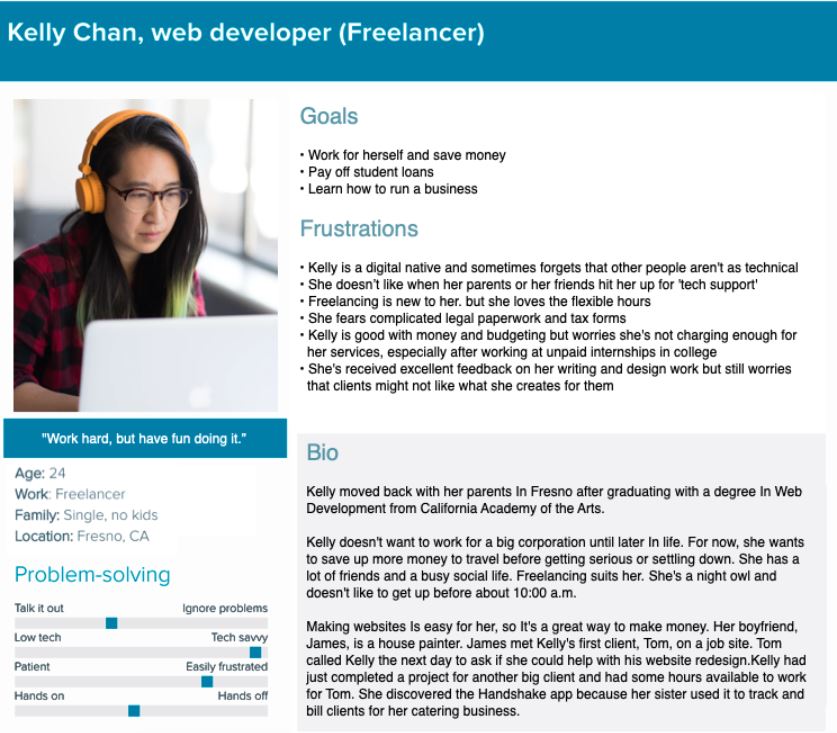 Kelly Chan, web developer (Freelancer)
Goals
• Work for herself and save money
• Pay off student loans
• Learn how to run a business
Frustrations
• Kelly is a digital native and sometimes forgets that other people aren't as technical
• She doesn't like when her parents or her friends hit her up for 'tech support'
• Freelancing is new to her. but she loves the flexible hours
• She fears complicated legal paperwork and tax forms
• Kelly is good with money and budgeting but worries she's not charging enough for
her services, especially after working at unpaid internships in college
• She's received excellent feedback on her writing and design work but still worries
that clients might not like what she creates for them
"Work hard, but have fun doing it."
Age: 24
Work: Freelancer
Family: Single, no kids
Location: Fresno, CA
Problem-solving
Talk it out Ignore problems
Low tech Tech savvy
Patient Easily frustrated
Hands on Hands off
Bio
Kelly moved back with her parents In Fresno after graduating with a degree In Web
Development from California Academy of the Arts.
Kelly doesn't want to work for a big corporation until later In life. For now, she wants
to save up more money to travel before getting serious or settling down. She has a
lot of friends and a busy social life. Freelancing suits her. She's a night owl and
doesn't like to get up before about 10:00 a.m.
Making websites Is easy for her, so It's a great way to make money. Her boyfriend,
James, is a house painter. James met Kelly's first client, Tom, on a job site. Tom
called Kelly the next day to ask if she could help with his website redesign.Kelly had
just completed a project for another big client and had some hours available to work
for Tom. She discovered the Handshake app because her sister used it to track and
bill clients for her catering business.